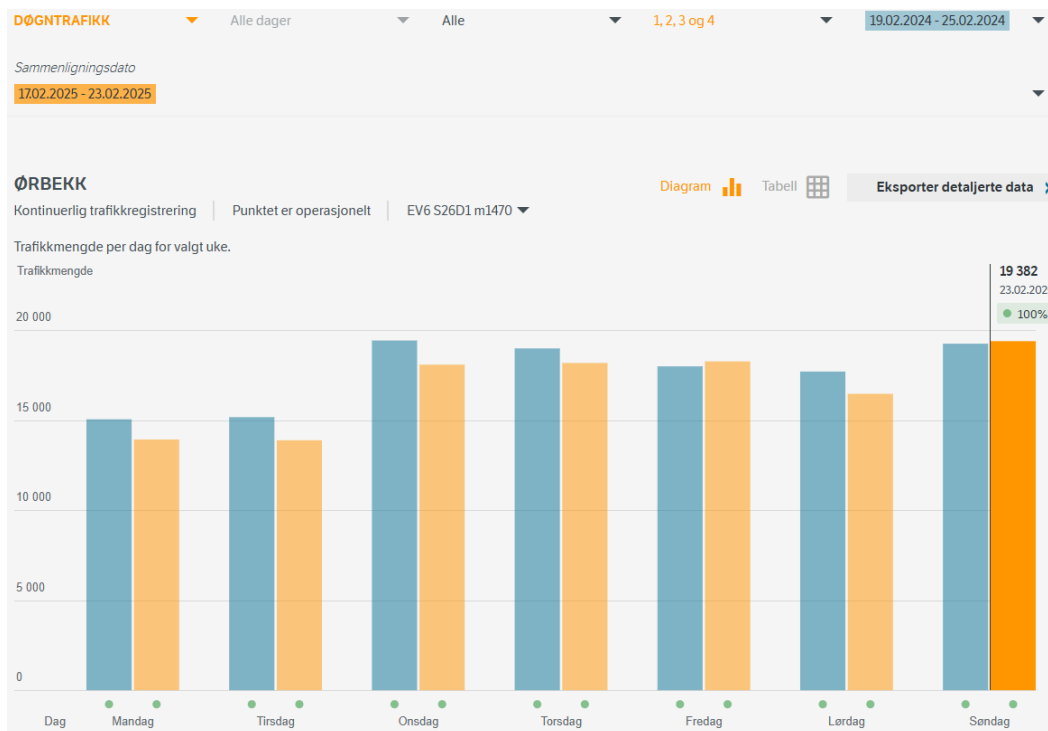 DØGNTRAFIKK Alle dager Alle 1, 2, 3 og 4 19.02.2024 - 25.02.2024
Sammenligningsdato
17.02.2025 - 23.02.2025
ØRBEKK Diagram Tabell Eksporter detaljerte data
Kontinuerlig trafikkregistrering Punktet er operasjonelt EV6 S26D1 m1470
Trafikkmengde per dag for valgt uke.
Trafikkmengde 19 382
23.02.202
100%
20 000
15 000
10 000
5 000
0
Dag Mandag Tirsdag Onsdag Torsdag Fredag Lørdag Søndag